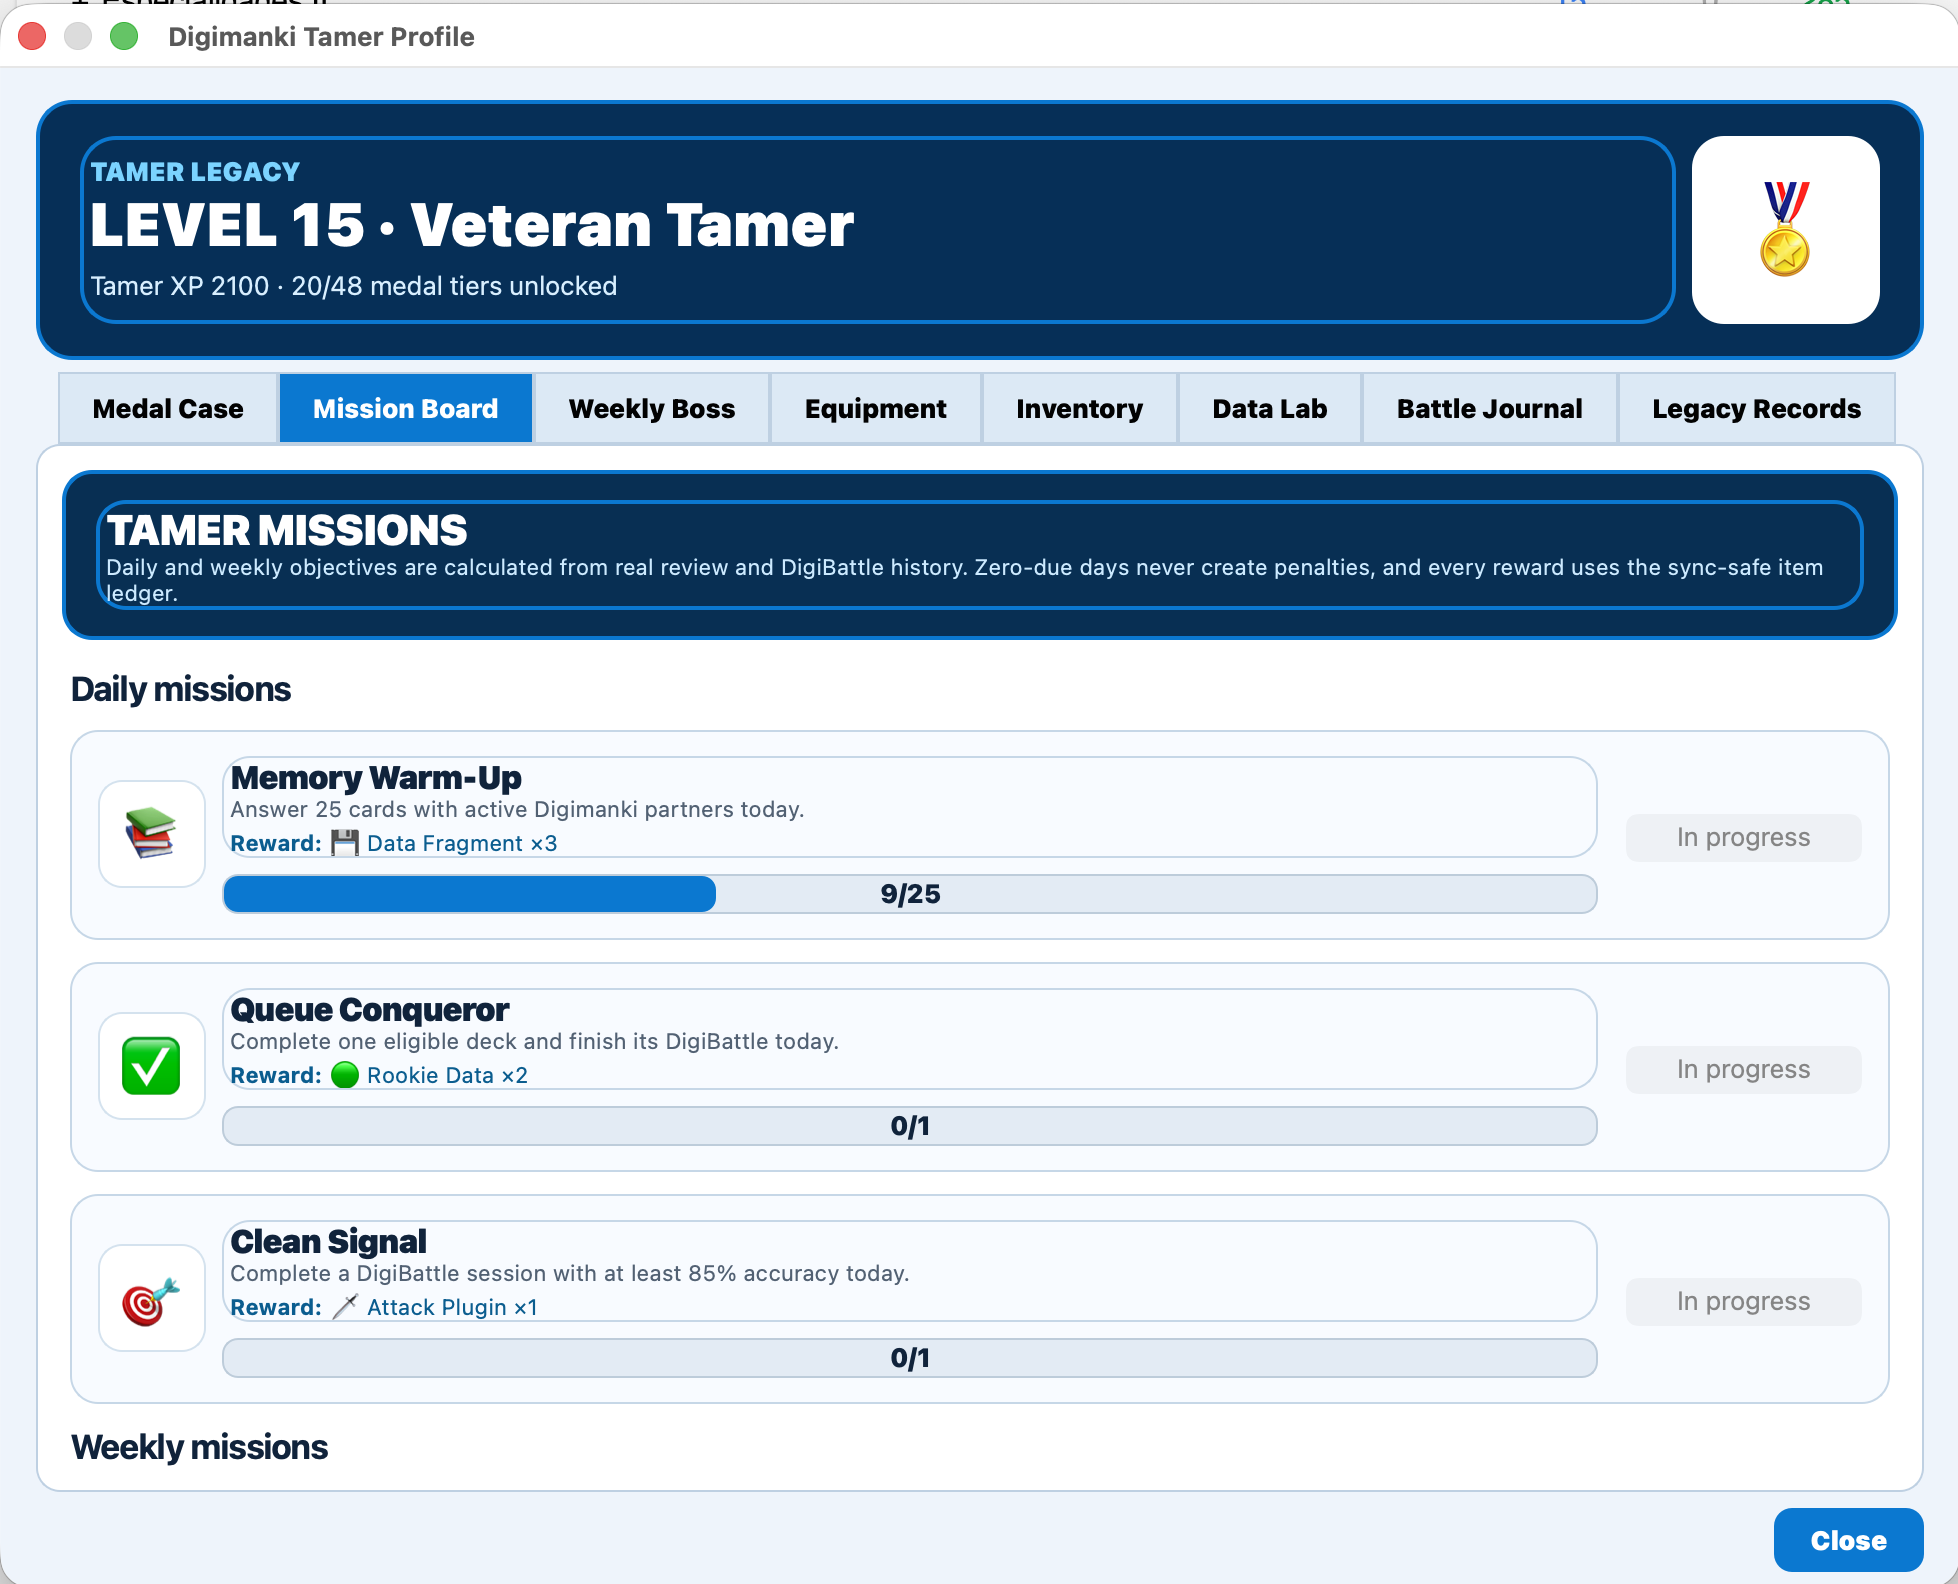 Digimanki Tamer Profile
TAMER LEGACY
LEVEL 15 · Veteran Tamer
Tamer XP 2100 · 20/48 medal tiers unlocked
Medal Case
Mission Board
Weekly Boss
Equipment
Inventory
Data Lab
Battle Journal
Legacy Records
TAMER MISSIONS
Daily and weekly objectives are calculated from real review and DigiBattle history. Zero-due days never create penalties, and every reward uses the sync-safe item
ledger.
Daily missions
Memory Warm-Up
Answer 25 cards with active Digimanki partners today.
Reward: 💾 Data Fragment ×3
In progress
9/25
Queue Conqueror
Complete one eligible deck and finish its DigiBattle today.
Reward: 🟢 Rookie Data ×2
In progress
0/1
Clean Signal
Complete a DigiBattle session with at least 85% accuracy today.
Reward: 🗡️ Attack Plugin ×1
In progress
0/1
Weekly missions
Close